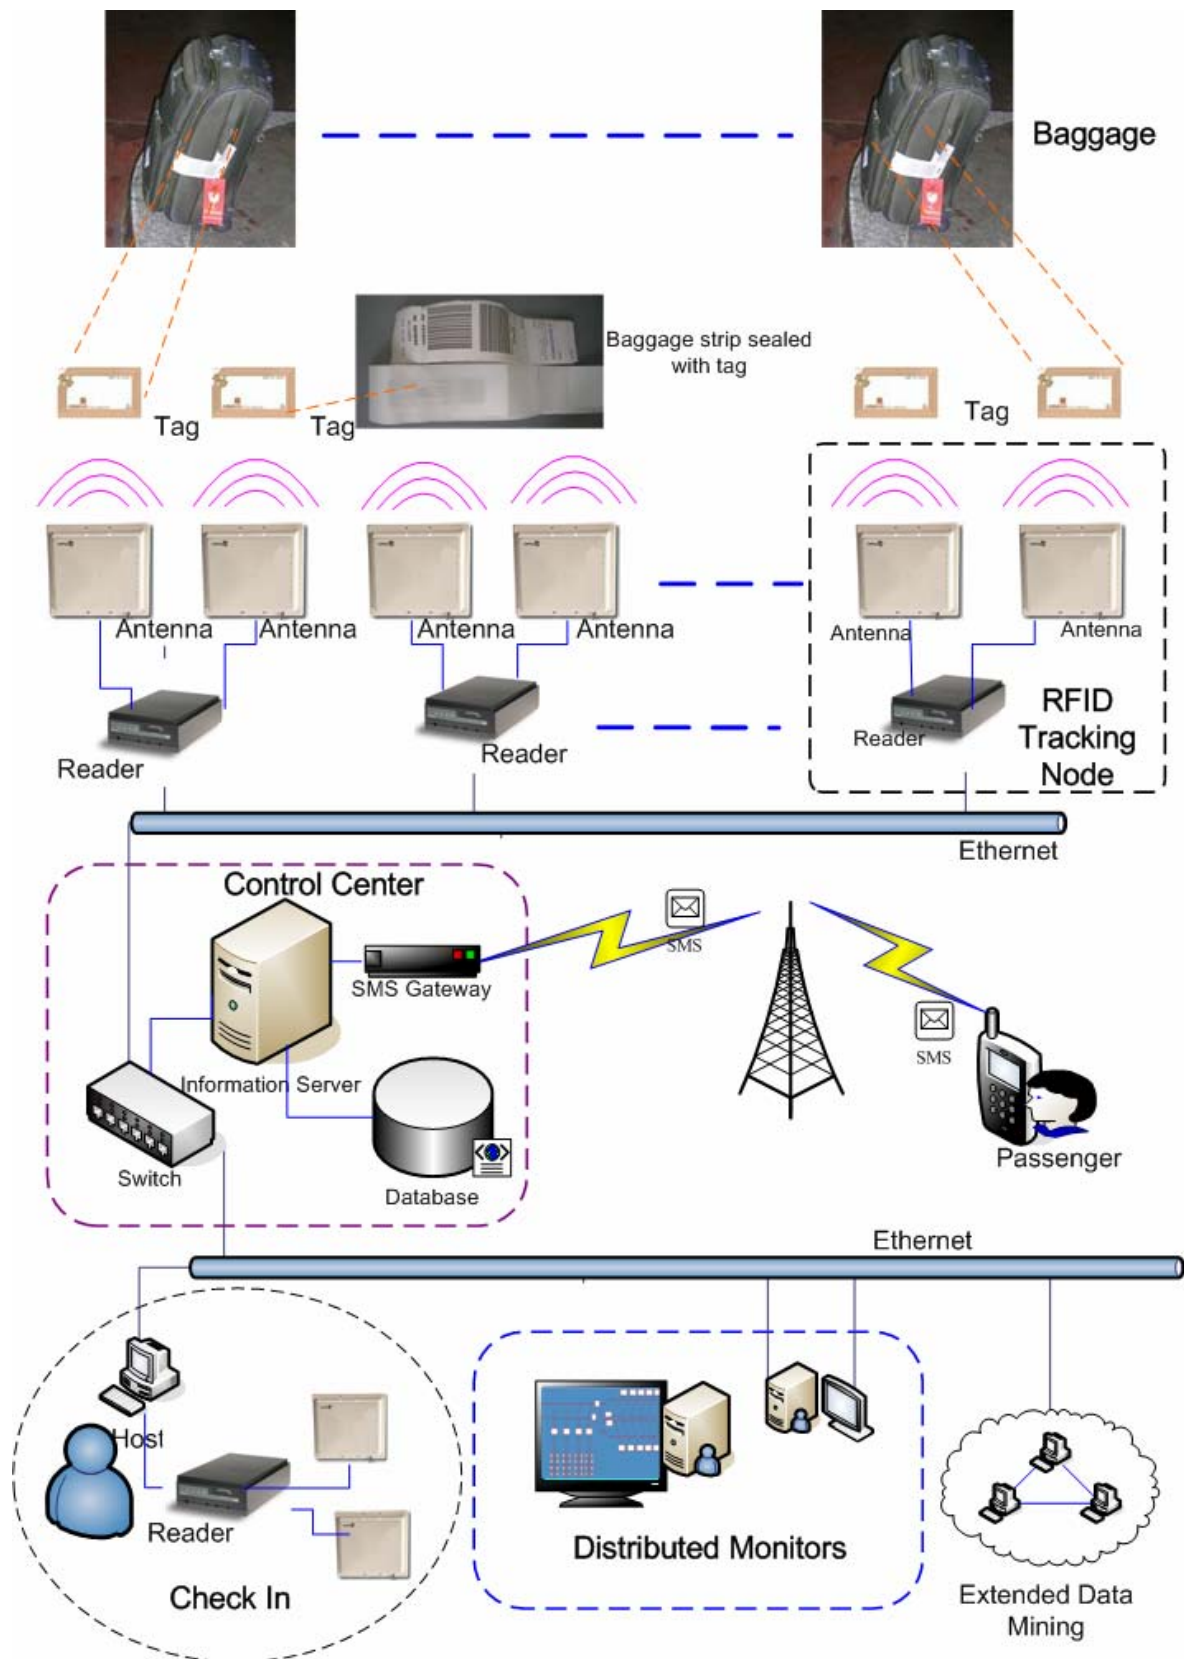 Baggage
Baggage strip sealed
with tag
Tag
Tag
Tag
Antenna
Antenna
Antenna
Antenna
Antenna
Antenna
Reader
Reader
Reader
RFID
Tracking
Node
Ethernet
Control Center
SMS Gateway
SMS
SMS
Information Server
Switch
Database
Passenger
Ethernet
Host
Reader
Check In
Distributed Monitors
Extended Data
Mining